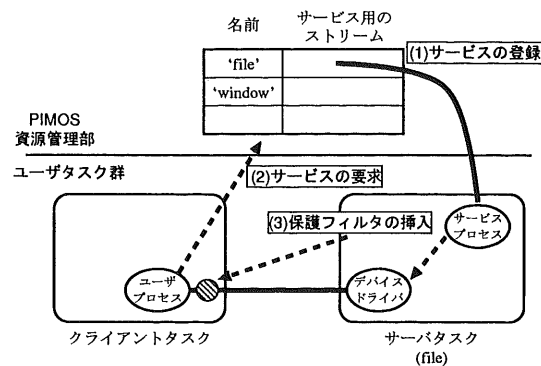 名前
サービス用の
ストリーム
(1)サービスの登録
‘file’
‘window’
PIMOS
資源管理部
ユーザタスク群
(2)サービスの要求
(3)保護フィルタの挿入
サービス
プロセス
ユーザ
プロセス
デバイス
ドライバ
クライアントタスク
サーバタスク
(file)